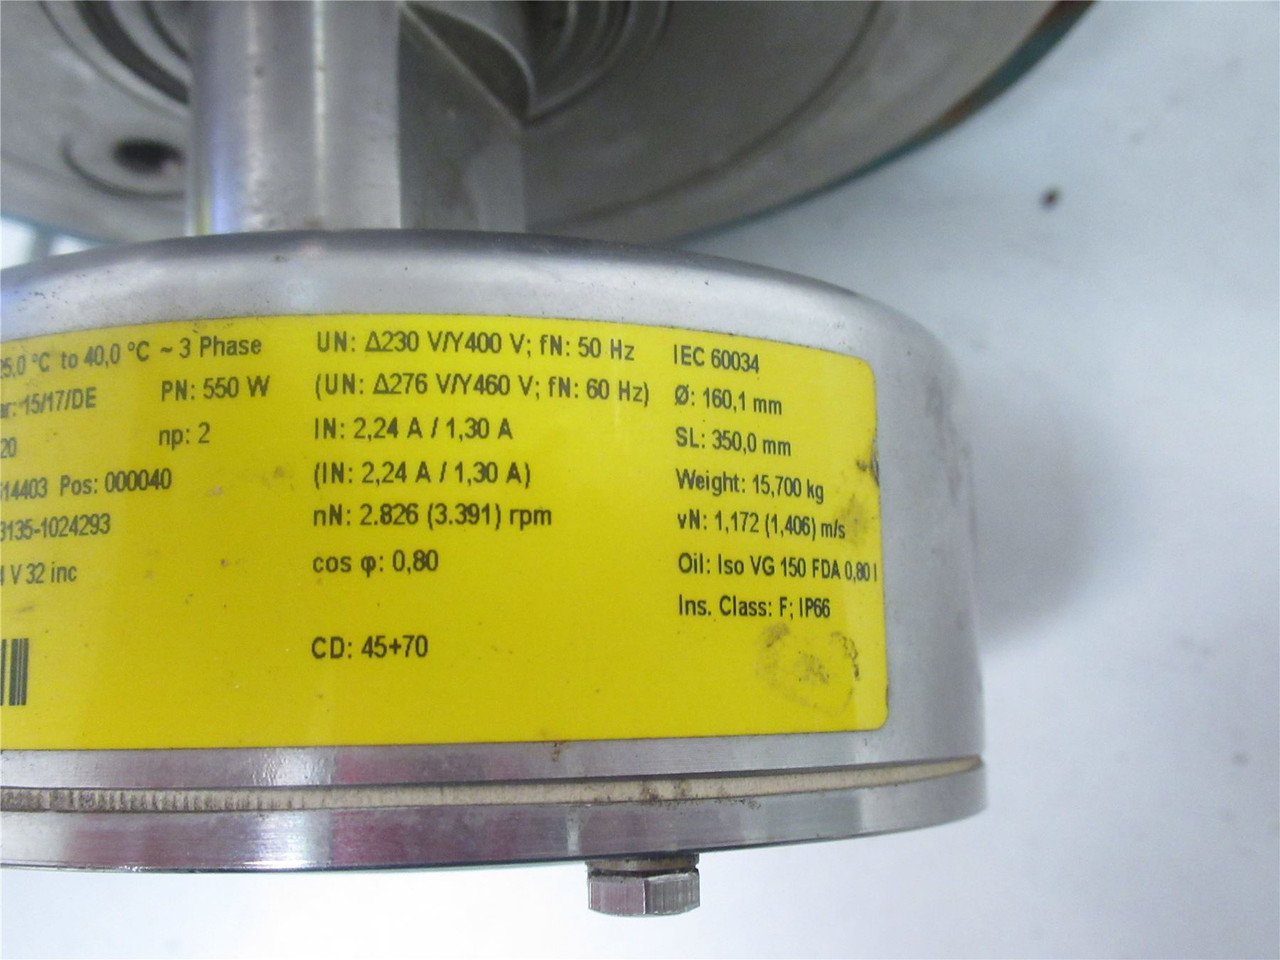 25,0 °C to 40,0 °C ~ 3 Phase
15/17/DE PN: 550 W
20 np: 2
14403 Pos: 000040
3135-1024293
V 32 inc
UN: Δ230 V/Y400 V; fN: 50 Hz
(UN: Δ276 V/Y460 V; fN: 60 Hz)
IN: 2,24 A / 1,30 A
(IN: 2,24 A / 1,30 A)
nN: 2.826 (3.391) rpm
cos φ: 0,80
CD: 45+70
IEC 60034
Ø: 160,1 mm
SL: 350,0 mm
Weight: 15,700 kg
vN: 1,172 (1,406) m/s
Oil: Iso VG 150 FDA 0,80 l
Ins. Class: F; IP66